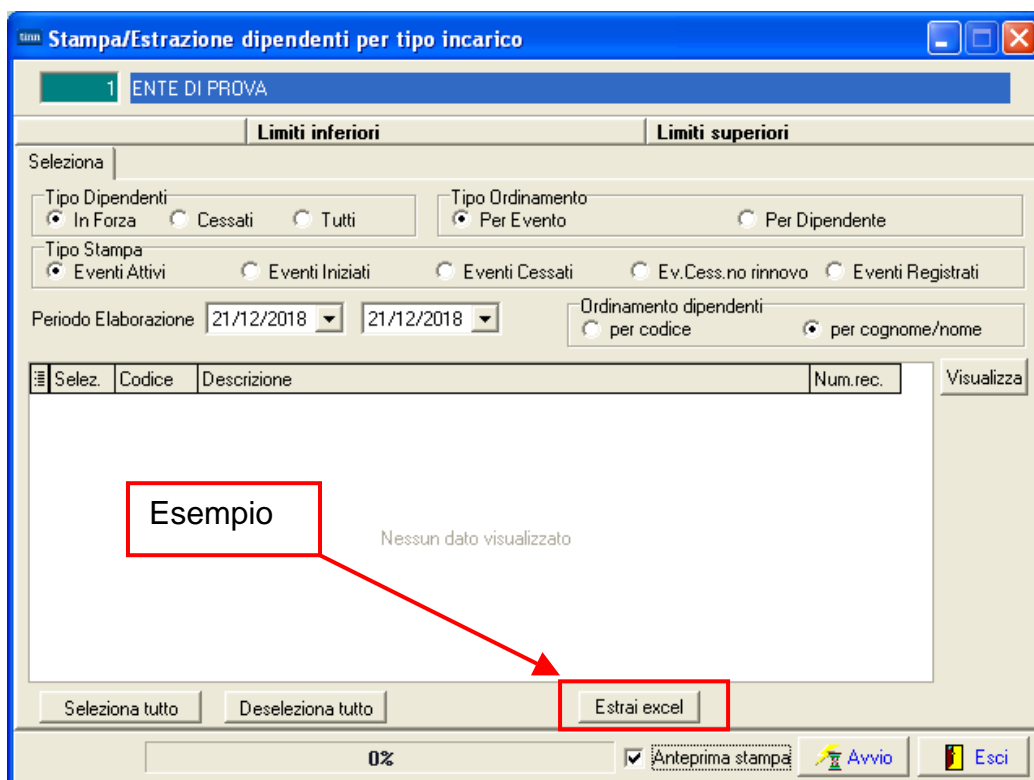 tinn Stampa/Estrazione dipendenti per tipo incarico
1 ENTE DI PROVA
Limiti inferiori Limiti superiori
Seleziona
Tipo Dipendenti Tipo Ordinamento
In Forza Cessati Tutti Per Evento Per Dipendente
Tipo Stampa
Eventi Attivi Eventi Iniziati Eventi Cessati Ev.Cess.no rinnovo Eventi Registrati
Ordinamento dipendenti
Periodo Elaborazione 21/12/2018 21/12/2018 per codice per cognome/nome
Selez. Codice Descrizione Num.rec. Visualizza
Esempio
Nessun dato visualizzato
Seleziona tutto Deseleziona tutto Estrai excel
0% Anteprima stampa Avvio Esci